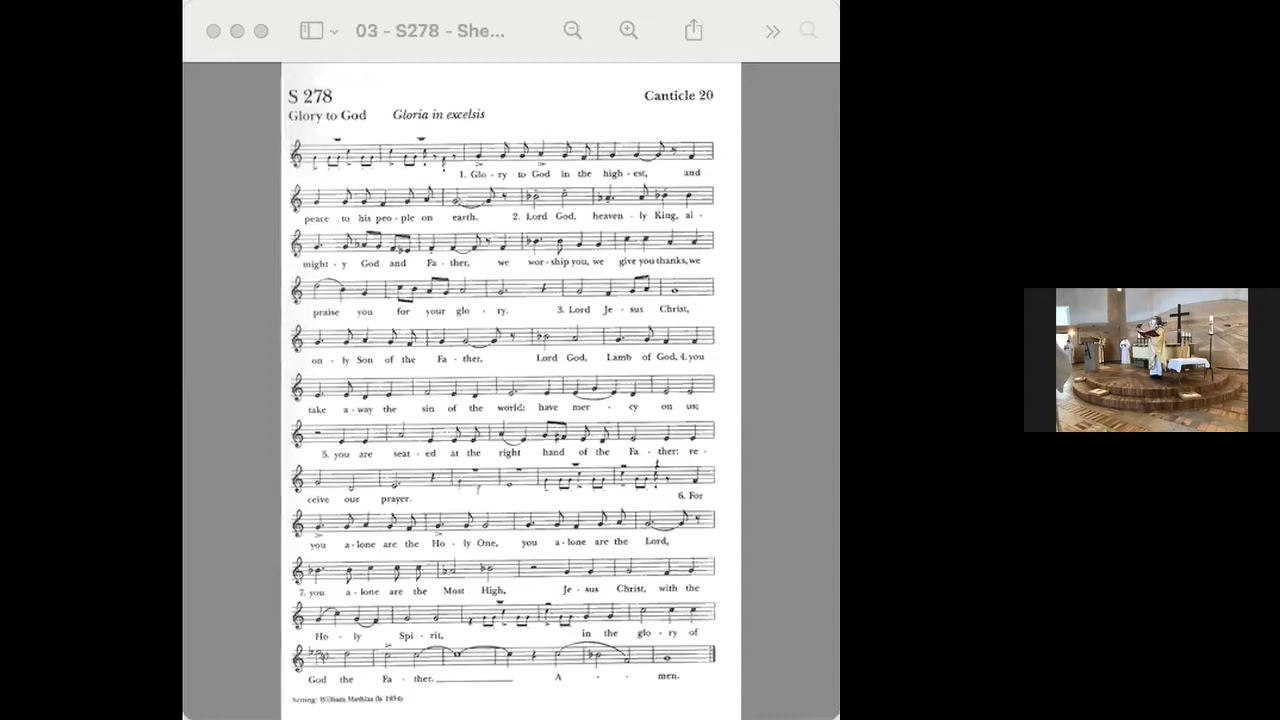 03 - S278 - She...
S 278
Canticle 20
Glory to God Gloria in excelsis
1. Glo - ry to God in the high - est, and
peace to his peo - ple on earth. 2. Lord God, heaven - ly King, al -
might - y God and Fa - ther, we wor - ship you, we give you thanks, we
praise you for your glo - ry. 3. Lord Je - sus Christ,
on - ly Son of the Fa - ther, Lord God, Lamb of God, 4. you
take a - way the sin of the world: have mer - cy on us;
5. you are seat - ed at the right hand of the Fa - ther: re -
ceive our prayer. 6. For
you a - lone are the Ho - ly One, you a - lone are the Lord,
7. you a - lone are the Most High, Je - sus Christ, with the
Ho - ly Spi - rit, in the glo - ry of
God the Fa - ther. A - - men.
Setting: William Mathias (b. 1934)